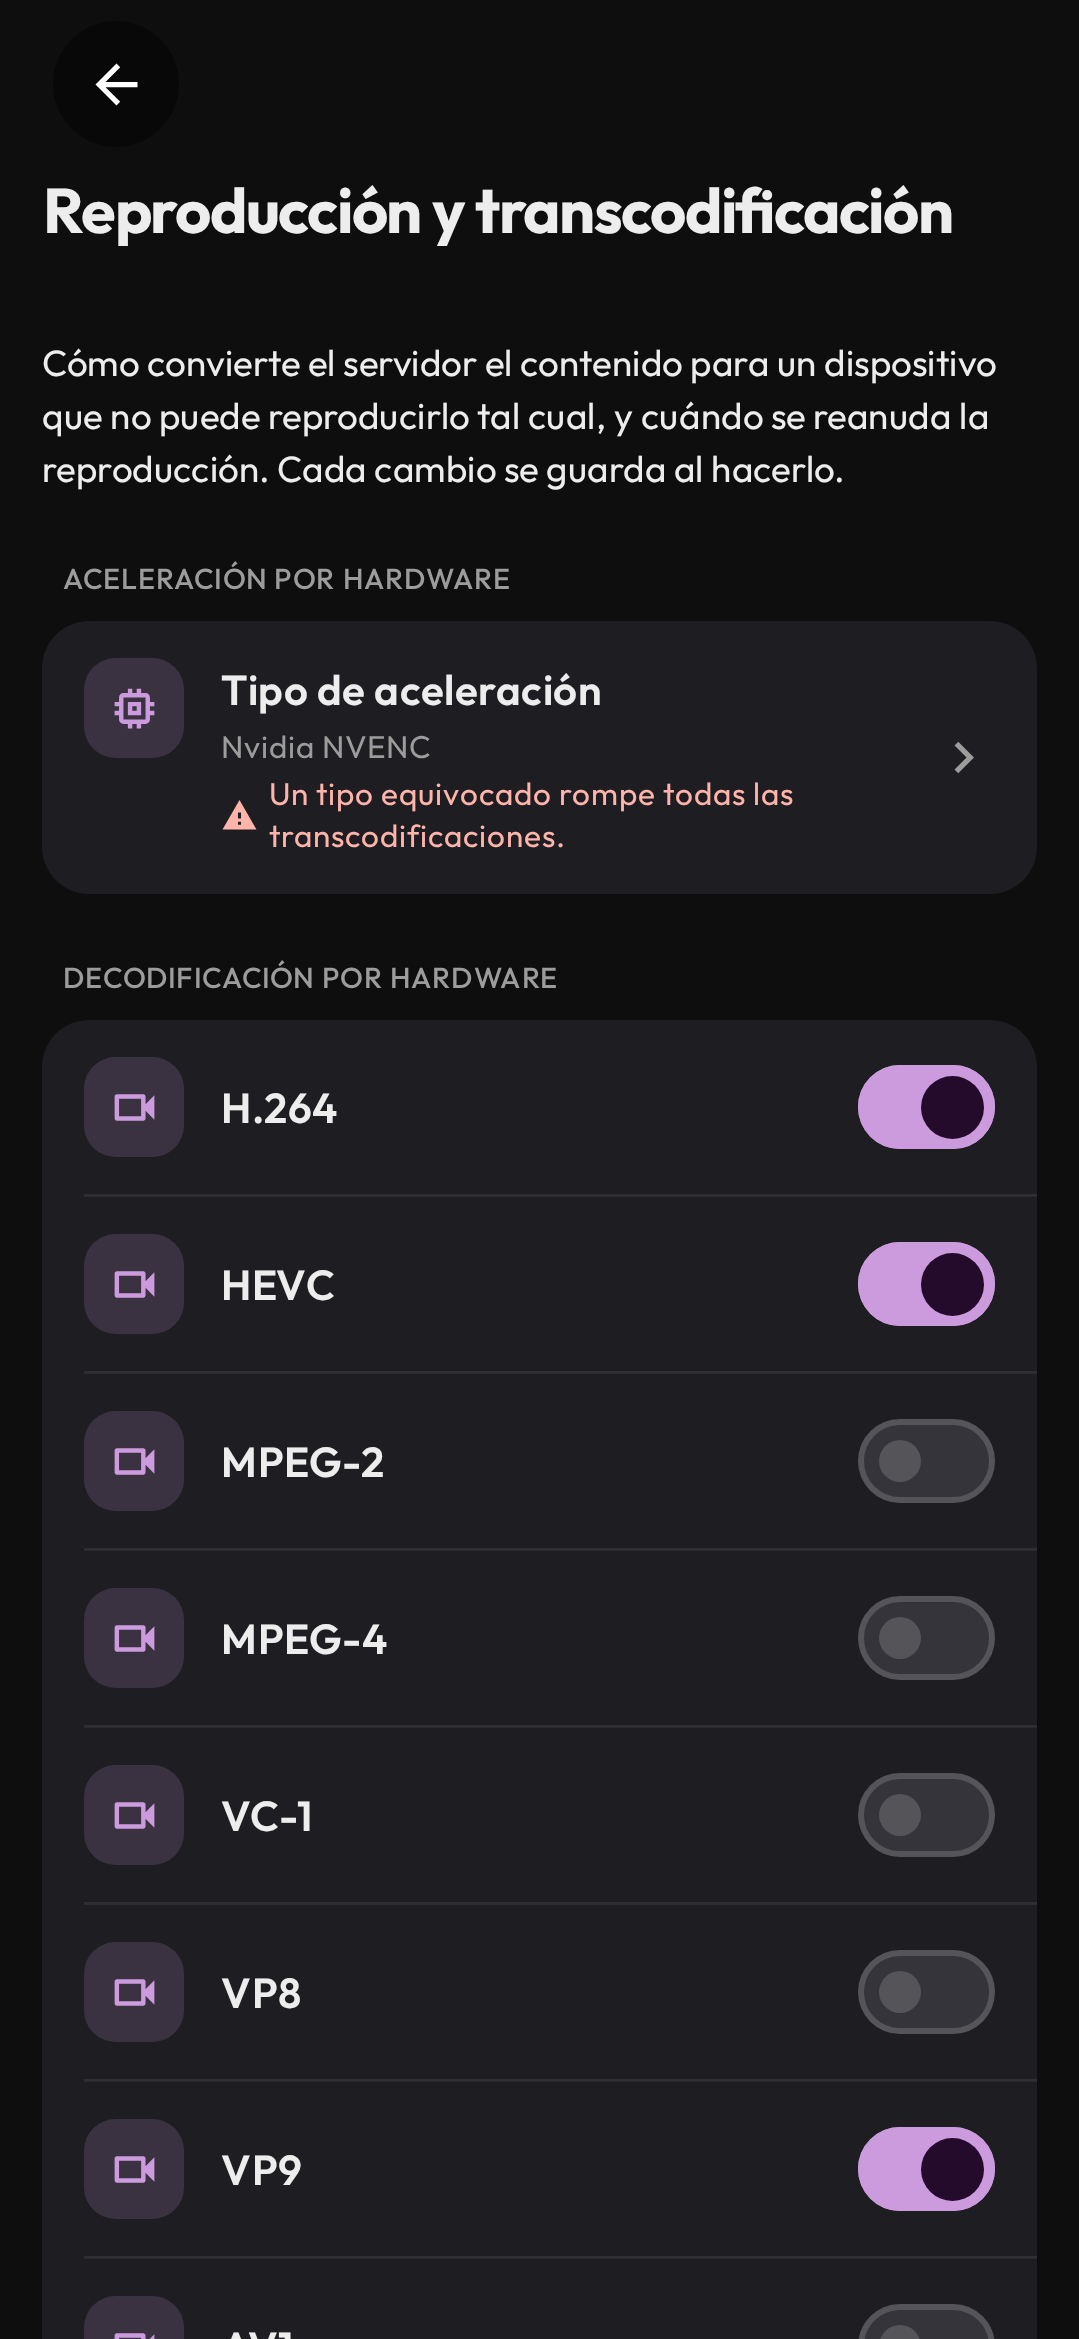 Reproducción y transcodificación
Cómo convierte el servidor el contenido para un dispositivo
que no puede reproducirlo tal cual, y cuándo se reanuda la
reproducción. Cada cambio se guarda al hacerlo.
ACELERACIÓN POR HARDWARE
Tipo de aceleración
Nvidia NVENC
Un tipo equivocado rompe todas las
transcodificaciones.
DECODIFICACIÓN POR HARDWARE
H.264
HEVC
MPEG-2
MPEG-4
VC-1
VP8
VP9